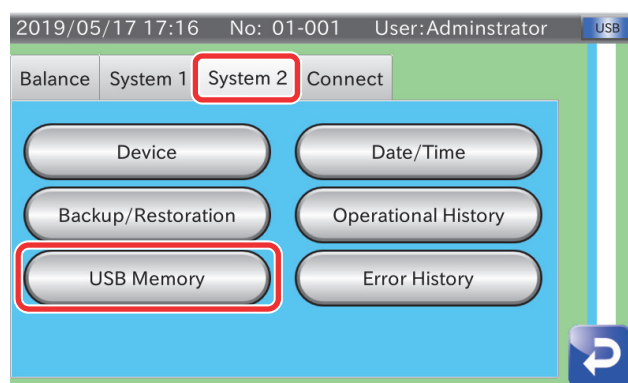 2019/05/17 17:16 No: 01-001 User:Adminstrator USB
Balance System 1 System 2 Connect
Device Date/Time
Backup/Restoration Operational History
USB Memory Error History